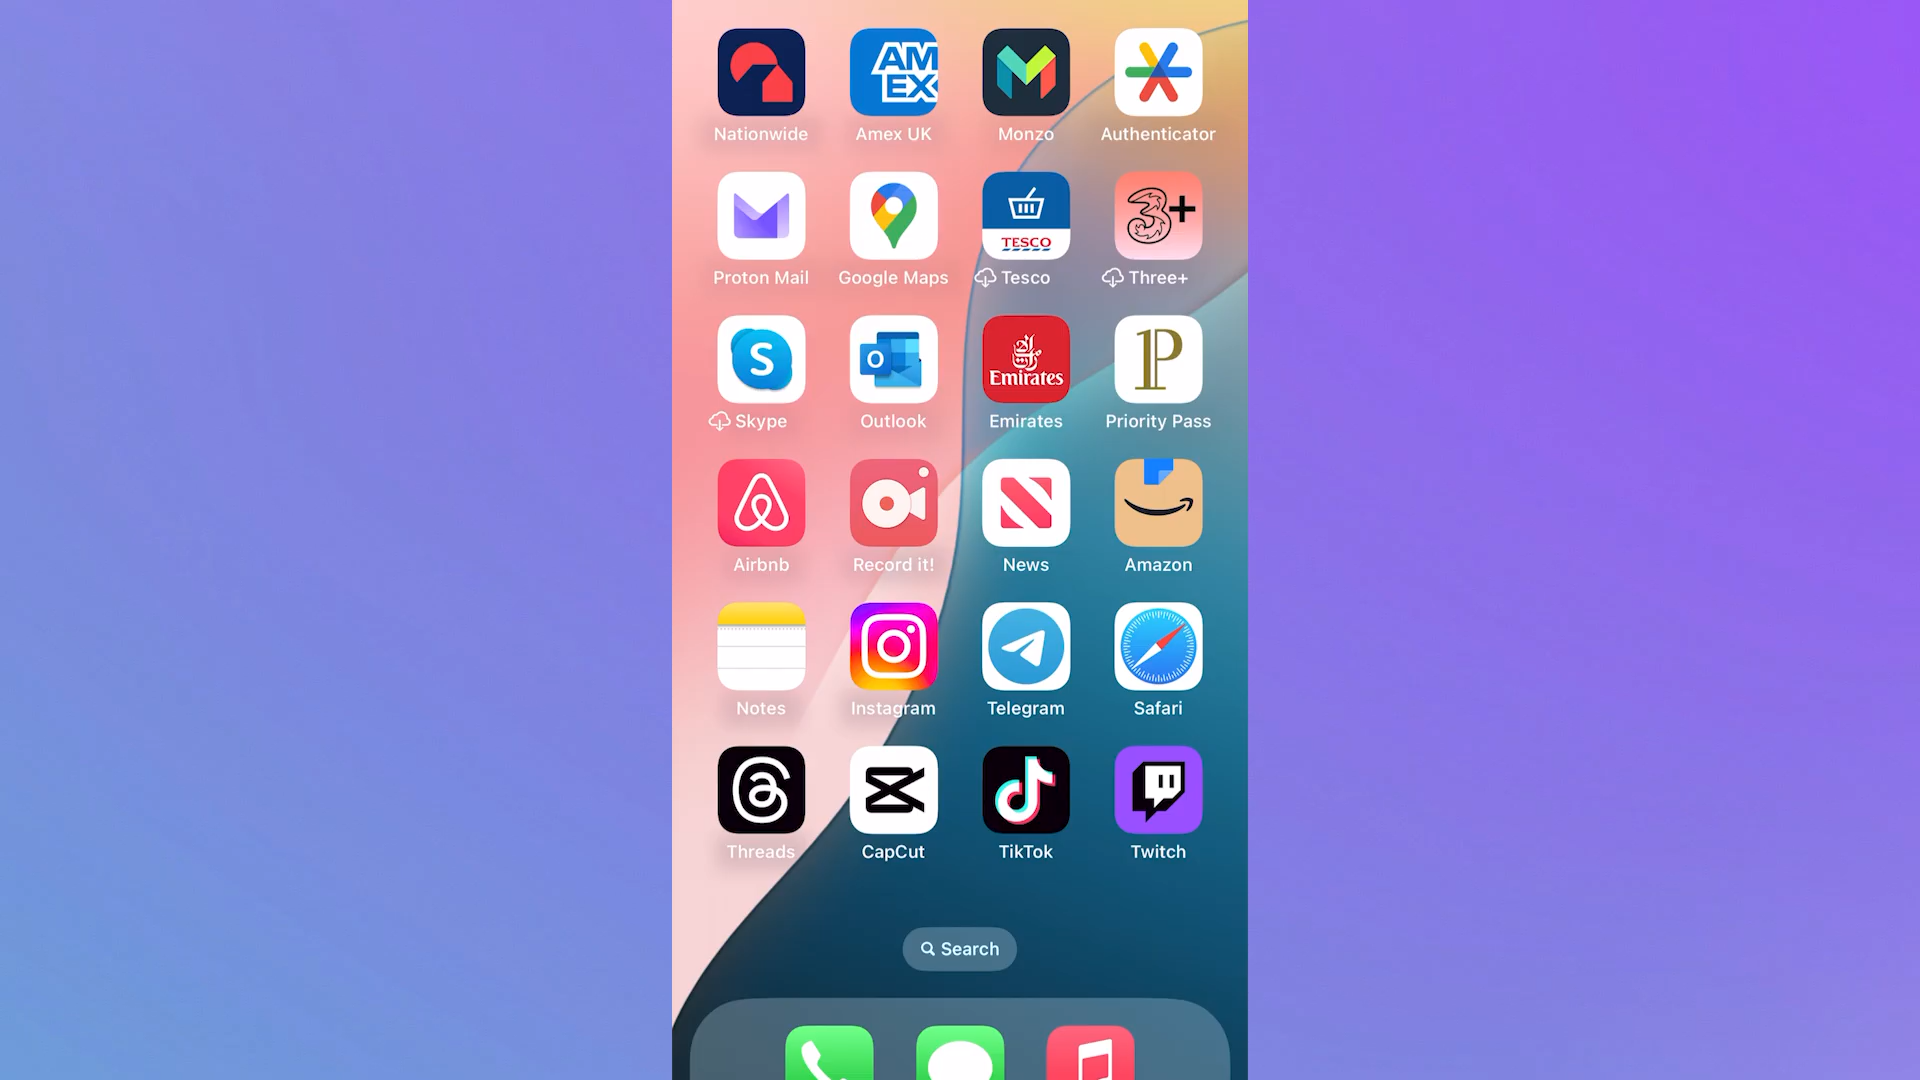 AM
EX
Nationwide Amex UK Monzo Authenticator
TESCO 3+
Proton Mail Google Maps Tesco Three+
S O Emirates P
Skype Outlook Emirates Priority Pass
Airbnb Record it! News Amazon
Notes Instagram Telegram Safari
Threads CapCut TikTok Twitch
Search